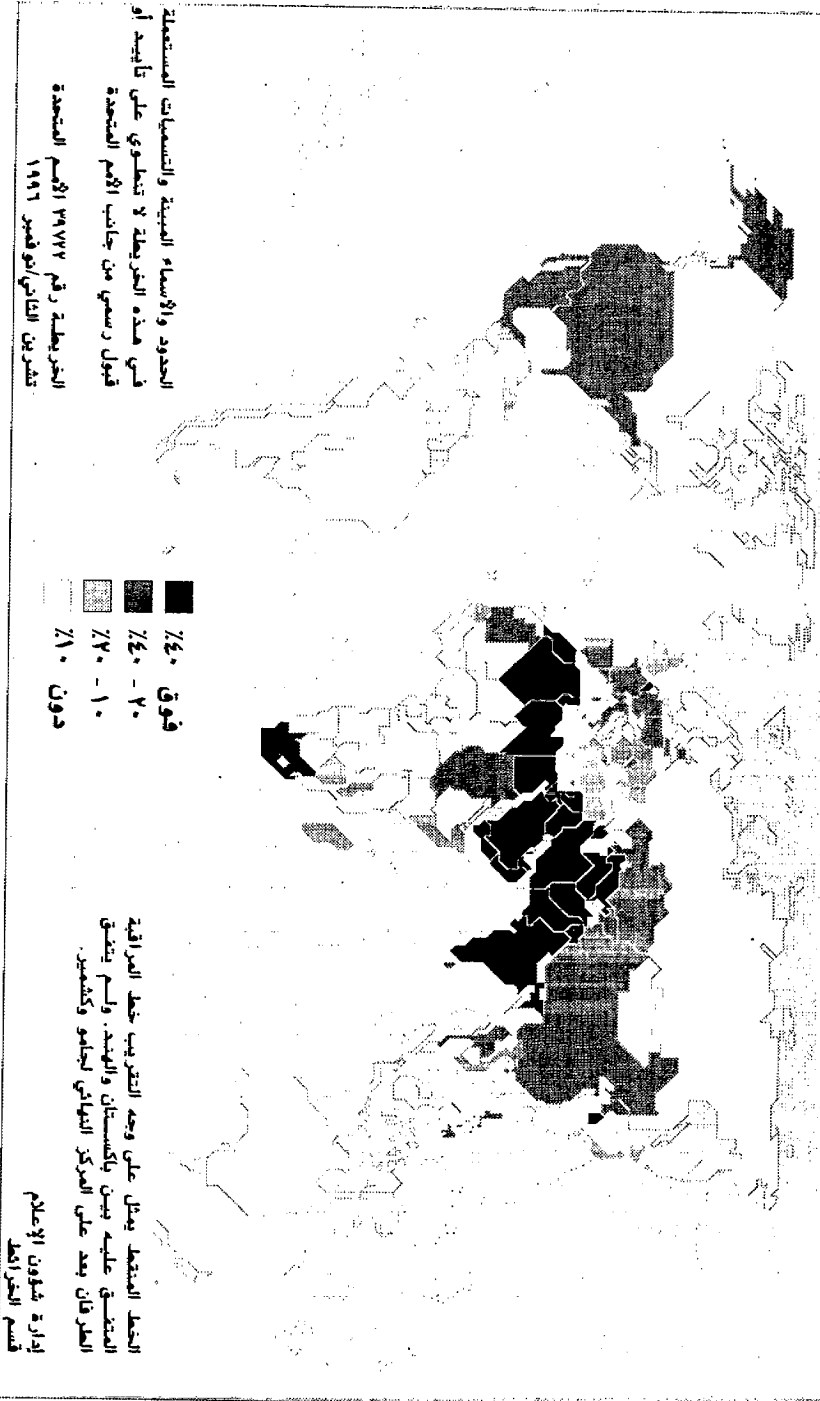 فوق ٤٠٪
٢٠ - ٤٠٪
١٠ - ٢٠٪
دون ١٠٪
الحدود والأسماء المبينة والتسميات المستعملة
في هذه الخريطة لا تنطوي على تأييد أو
قبول رسمي من جانب الأمم المتحدة
الخريطة رقم ٣٩٧٢٢ الأمم المتحدة
تشرين الثاني/نوفمبر ١٩٩٦
الخط المنقط يمثل على وجه التقريب خط المراقبة
المتفق عليه بين باكستان والهند. ولم يتفق
الطرفان بعد على المركز النهائي لجامو وكشمير.
إدارة شؤون الإعلام
قسم الخرائط